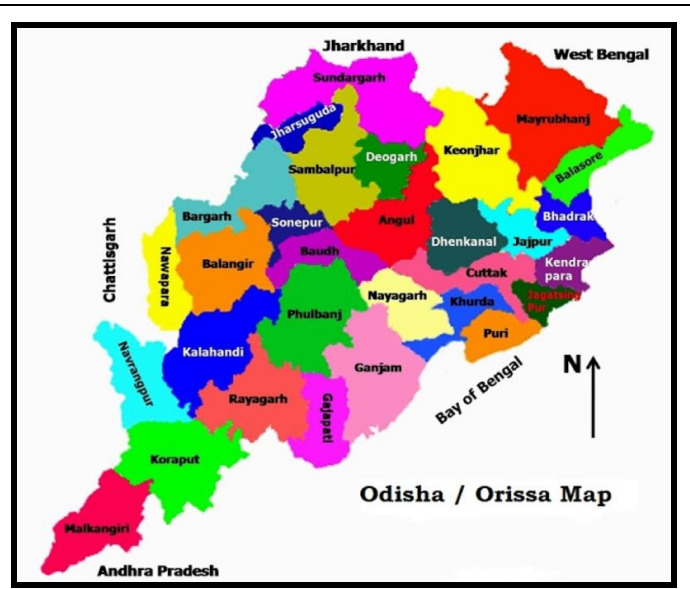 Jharkhand
West Bengal
Sundargarh
Mayrubhanj
Jharsuguda
Keonjhar
Deogarh
Sambalpur
Balasore
Bargarh
Sonepur
Angul
Bhadrak
Dhenkanal
Jajpur
Chattisgarh
Nawapara
Balangir
Baudh
Cuttak
Kendra
para
Nayagarh
Khurda
Jagatsing
Pur
Phulbanj
Puri
Kalahandi
Navrangpur
Ganjam
Bay of Bengal
N
Rayagarh
Gajapati
Koraput
Odisha / Orissa Map
Malkangiri
Andhra Pradesh